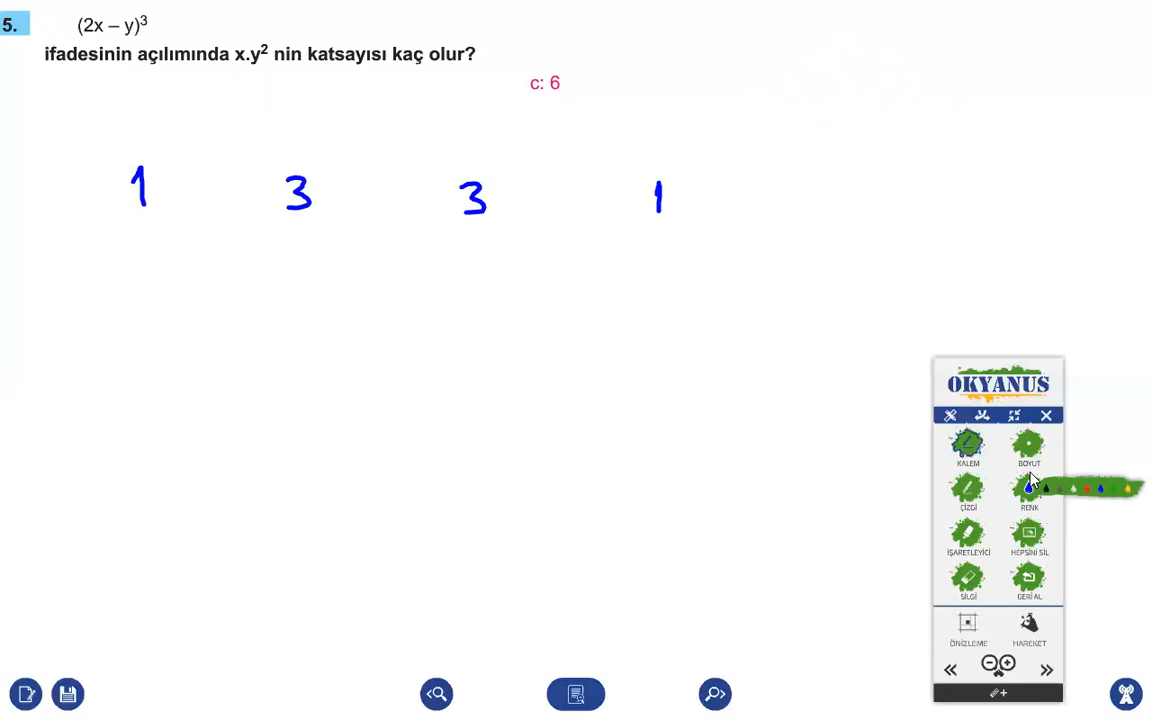 5. (2x – y)³
ifadesinin açılımında x.y² nin katsayısı kaç olur?
c: 6
1 3 3 1
OKYANUS
KALEM BOYUT
ÇİZGİ RENK
İŞARETLEYİCİ HEPSİNİ SİL
SİLGİ GERİ AL
ÖNİZLEME HAREKET